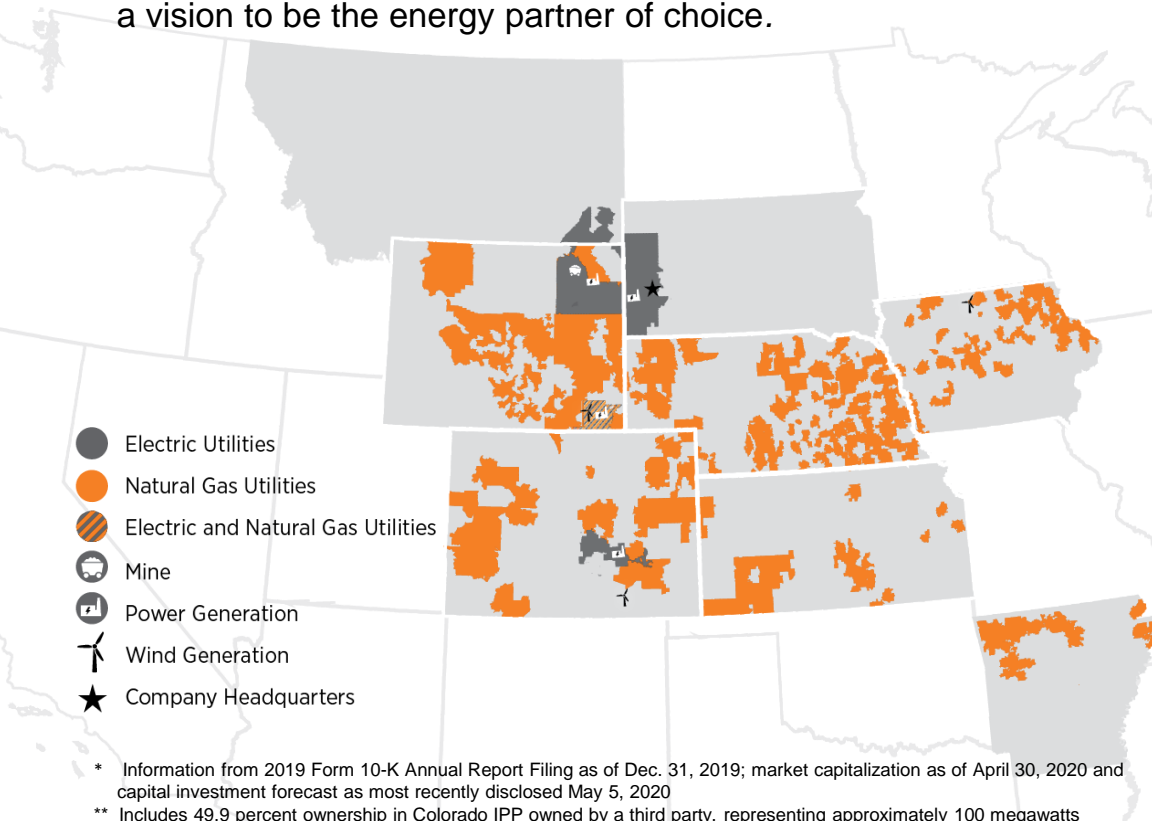 a vision to be the energy partner of choice.
Electric Utilities
Natural Gas Utilities
Electric and Natural Gas Utilities
Mine
Power Generation
Wind Generation
Company Headquarters
* Information from 2019 Form 10-K Annual Report Filing as of Dec. 31, 2019; market capitalization as of April 30, 2020 and
capital investment forecast as most recently disclosed May 5, 2020
** Includes 49.9 percent ownership in Colorado IPP owned by a third party, representing approximately 100 megawatts